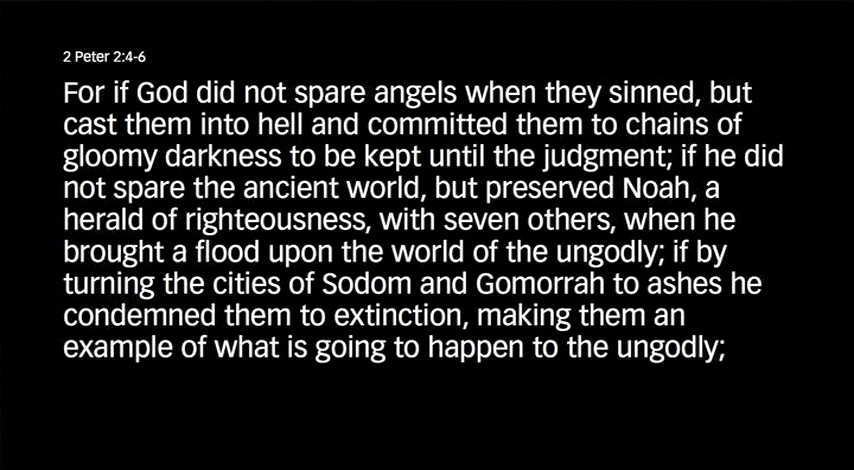 2 Peter 2:4-6
For if God did not spare angels when they sinned, but
cast them into hell and committed them to chains of
gloomy darkness to be kept until the judgment; if he did
not spare the ancient world, but preserved Noah, a
herald of righteousness, with seven others, when he
brought a flood upon the world of the ungodly; if by
turning the cities of Sodom and Gomorrah to ashes he
condemned them to extinction, making them an
example of what is going to happen to the ungodly;